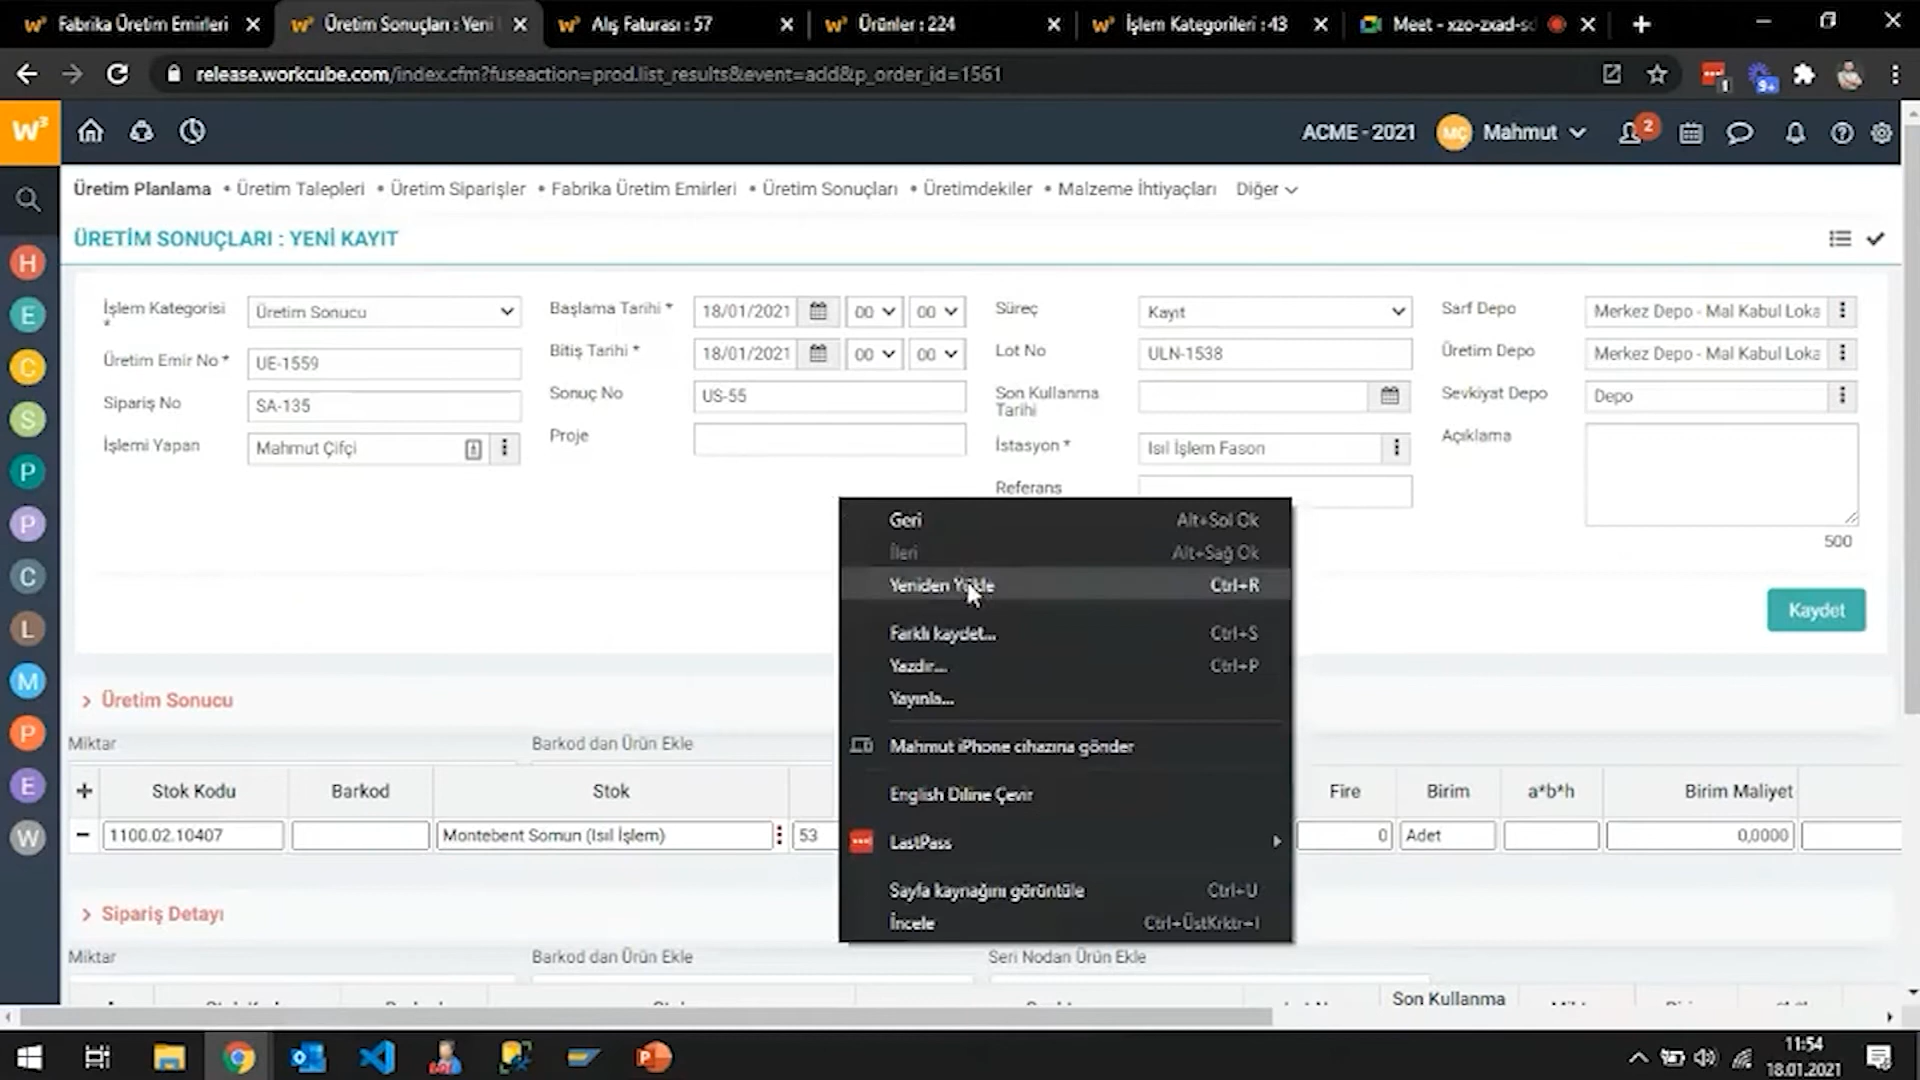 Fabrika Üretim Emirleri
Üretim Sonuçları : Yeni
Alış Faturası : 57
Ürünler : 224
İşlem Kategorileri : 43
Meet - xzo-zxad-sc
release.workcube.com/index.cfm?fuseaction=prod.list_results&event=add&p_order_id=1561
1
9+
w³
ACME - 2021
MÇ
Mahmut
2
Üretim Planlama • Üretim Talepleri • Üretim Siparişler • Fabrika Üretim Emirleri • Üretim Sonuçları • Üretimdekiler • Malzeme İhtiyaçları Diğer
ÜRETİM SONUÇLARI : YENİ KAYIT
H
E
C
S
P
P
C
L
M
P
E
W
İşlem Kategorisi *
Üretim Sonucu
Üretim Emir No *
UE-1559
Sipariş No
SA-135
İşlemi Yapan
Mahmut Çifçi
Başlama Tarihi *
18/01/2021
00
00
Bitiş Tarihi *
18/01/2021
00
00
Sonuç No
US-55
Proje
Süreç
Kayıt
Lot No
ULN-1538
Son Kullanma
Tarihi
İstasyon *
Isıl İşlem Fason
Referans
Sarf Depo
Merkez Depo - Mal Kabul Loka
Üretim Depo
Merkez Depo - Mal Kabul Loka
Sevkiyat Depo
Depo
Açıklama
500
Kaydet
Geri Alt+Sol Ok
İleri Alt+Sağ Ok
Yeniden Yükle Ctrl+R
Farklı kaydet... Ctrl+S
Yazdır... Ctrl+P
Yayınla...
Mahmut iPhone cihazına gönder
English Diline Çevir
LastPass
Sayfa kaynağını görüntüle Ctrl+U
İncele Ctrl+ÜstKrktr+I
Üretim Sonucu
Miktar
Barkod dan Ürün Ekle
+ Stok Kodu Barkod Stok Fire Birim a*b*h Birim Maliyet
- 1100.02.10407 Montebent Somun (Isıl İşlem) 53 0 Adet 0,0000
Sipariş Detayı
Miktar
Barkod dan Ürün Ekle
Seri Nodan Ürün Ekle
Son Kullanma
11:54
18.01.2021